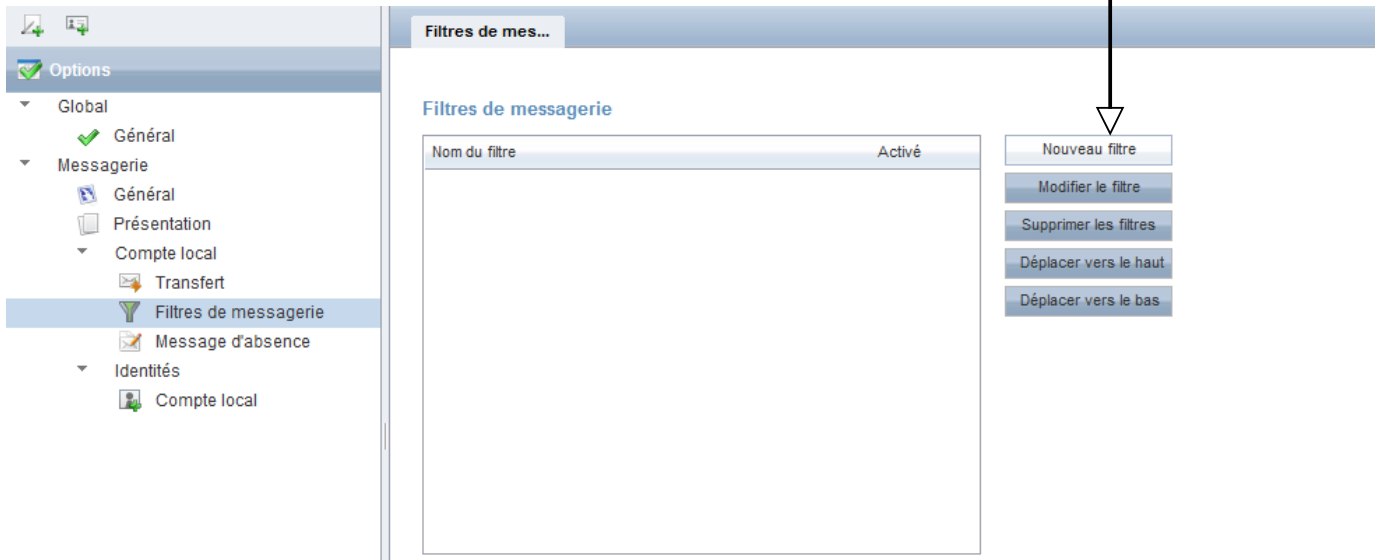 Filtres de mes...
Options
Global
Général
Messagerie
Général
Présentation
Compte local
Transfert
Filtres de messagerie
Message d'absence
Identités
Compte local
Filtres de messagerie
Nom du filtre Activé
Nouveau filtre
Modifier le filtre
Supprimer les filtres
Déplacer vers le haut
Déplacer vers le bas